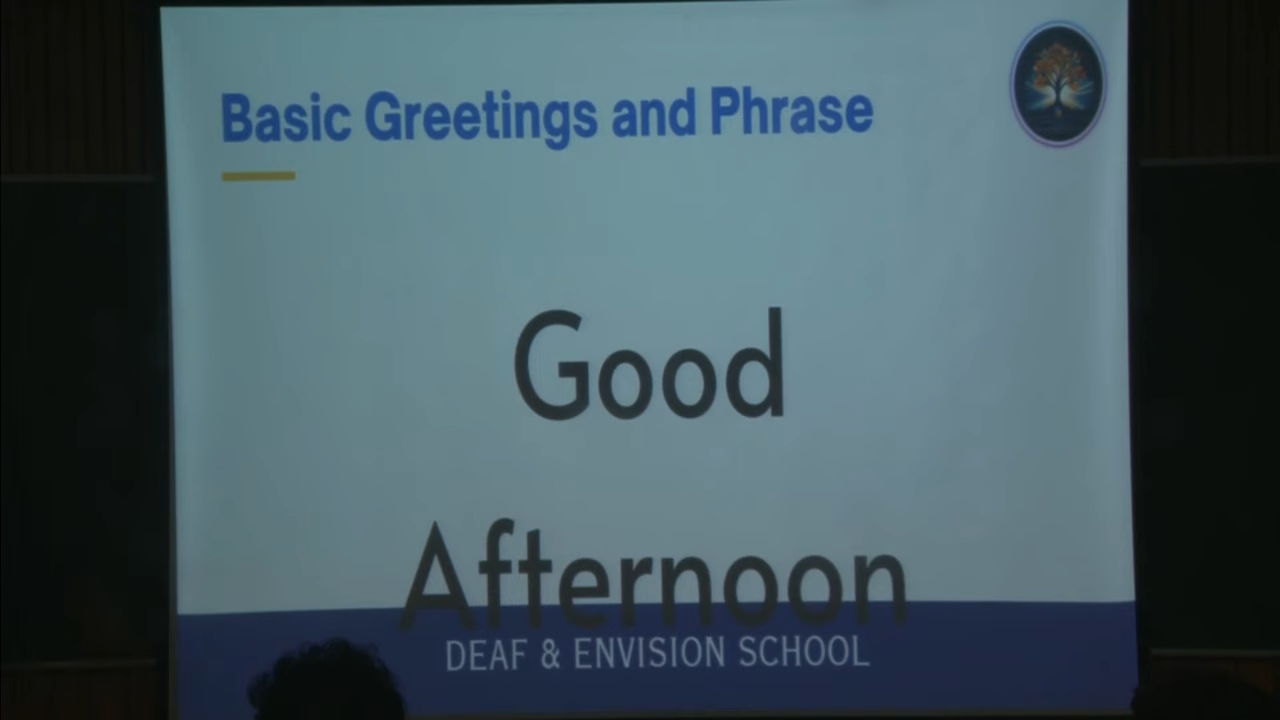 Basic Greetings and Phrase
Good
Afternoon
DEAF & ENVISION SCHOOL